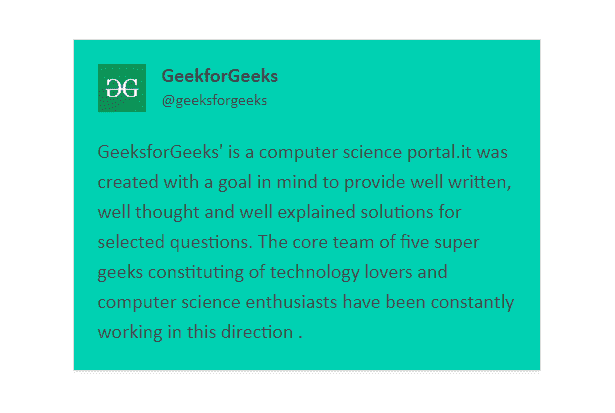 GeekforGeeks
@geeksforgeeks
GeeksforGeeks' is a computer science portal.it was
created with a goal in mind to provide well written,
well thought and well explained solutions for
selected questions. The core team of five super
geeks constituting of technology lovers and
computer science enthusiasts have been constantly
working in this direction .